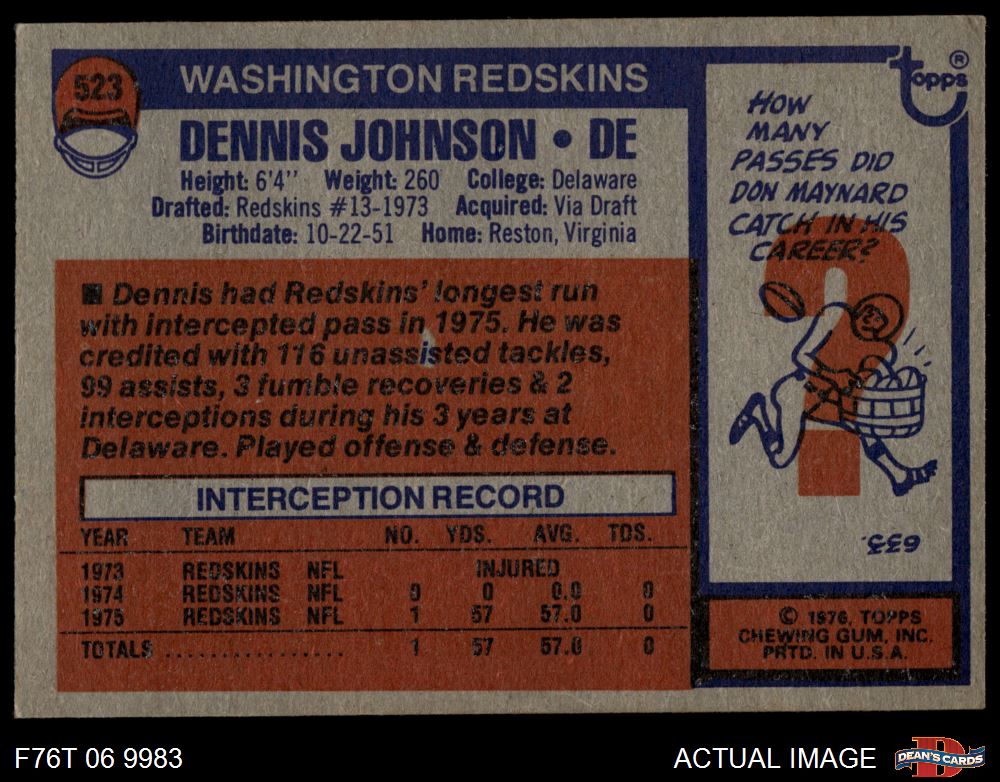 523
WASHINGTON REDSKINS
DENNIS JOHNSON • DE
Height: 6'4'' Weight: 260 College: Delaware
Drafted: Redskins #13-1973 Acquired: Via Draft
Birthdate: 10-22-51 Home: Reston, Virginia
■ Dennis had Redskins' longest run
with intercepted pass in 1975. He was
credited with 116 unassisted tackles,
99 assists, 3 fumble recoveries & 2
interceptions during his 3 years at
Delaware. Played offense & defense.
INTERCEPTION RECORD
YEAR TEAM NO. YDS. AVG. TDS.
1973 REDSKINS NFL INJURED
1974 REDSKINS NFL 0 0 0.0 0
1975 REDSKINS NFL 1 57 57.0 0
TOTALS .................. 1 57 57.0 0
topps ®
HOW
MANY
PASSES DID
DON MAYNARD
CATCH IN HIS
CAREER?
?
633.
© 1976, TOPPS
CHEWING GUM, INC.
PRTD. IN U.S.A.
F76T 06 9983
ACTUAL IMAGE
D
DEAN'S CARDS